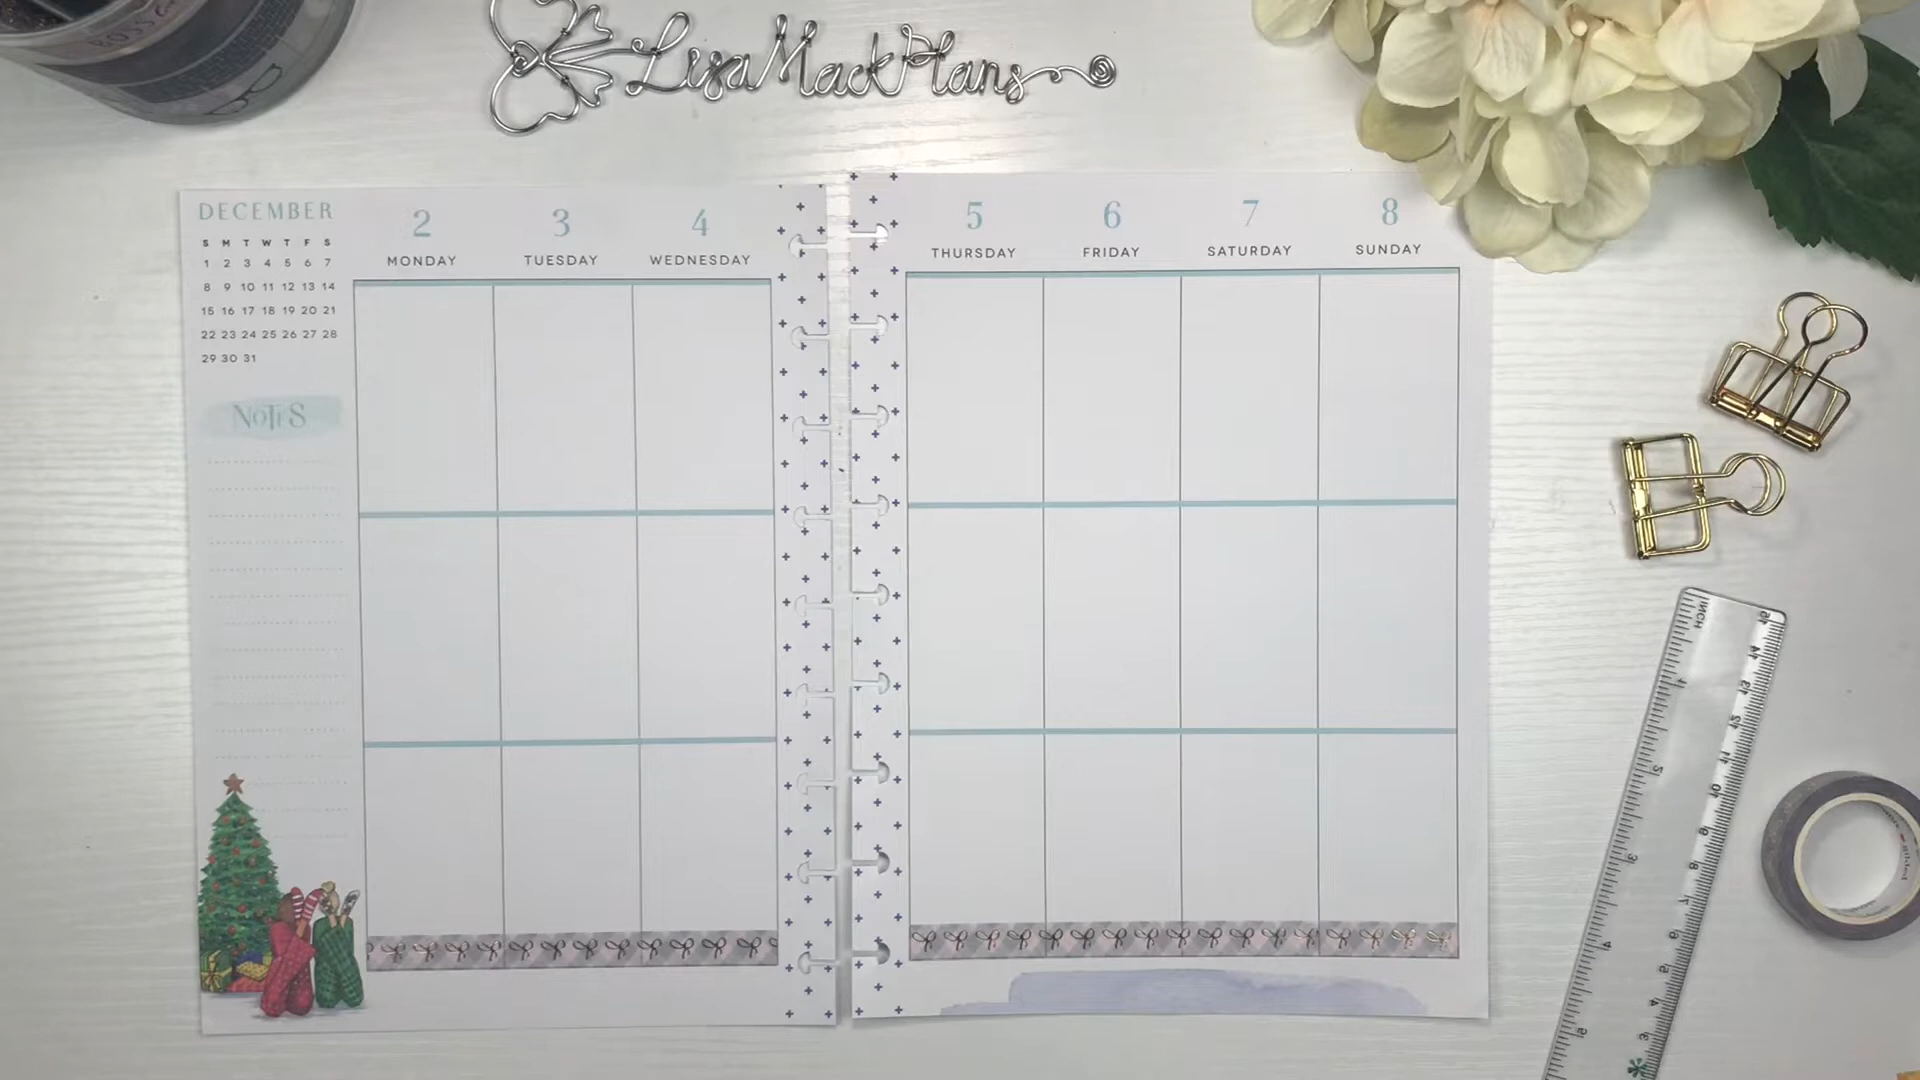 BOSS
LisaMackPlans
DECEMBER
S M T W T F S
1 2 3 4 5 6 7
8 9 10 11 12 13 14
15 16 17 18 19 20 21
22 23 24 25 26 27 28
29 30 31
NOTES
2
MONDAY
3
TUESDAY
4
WEDNESDAY
5
THURSDAY
6
FRIDAY
7
SATURDAY
8
SUNDAY
INCH